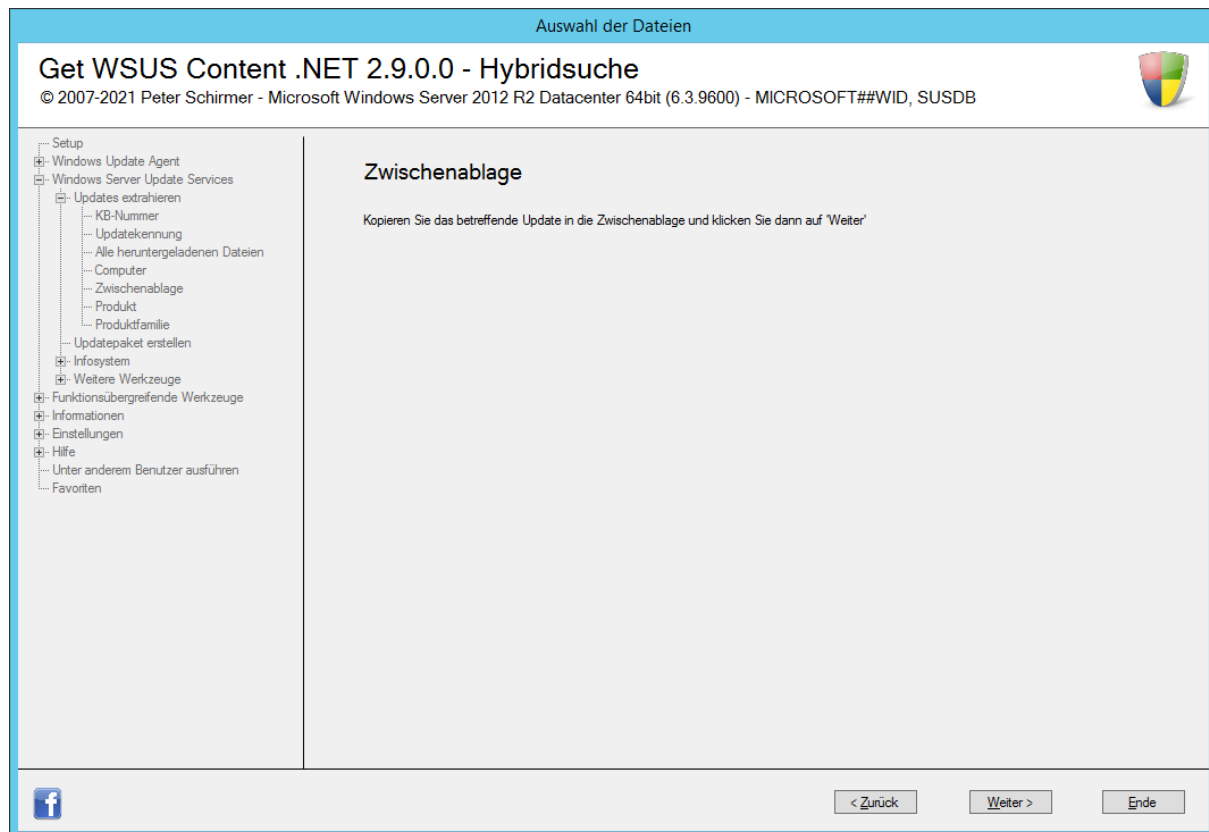 Auswahl der Dateien
Get WSUS Content .NET 2.9.0.0 - Hybridsuche
© 2007-2021 Peter Schirmer - Microsoft Windows Server 2012 R2 Datacenter 64bit (6.3.9600) - MICROSOFT##WID, SUSDB
Setup
Windows Update Agent
Windows Server Update Services
Updates extrahieren
KB-Nummer
Updatekennung
Alle heruntergeladenen Dateien
Computer
Zwischenablage
Produkt
Produktfamilie
Updatepaket erstellen
Infosystem
Weitere Werkzeuge
Funktionsübergreifende Werkzeuge
Informationen
Einstellungen
Hilfe
Unter anderem Benutzer ausführen
Favoriten
Zwischenablage
Kopieren Sie das betreffende Update in die Zwischenablage und klicken Sie dann auf 'Weiter'
f
< Zurück
Weiter >
Ende